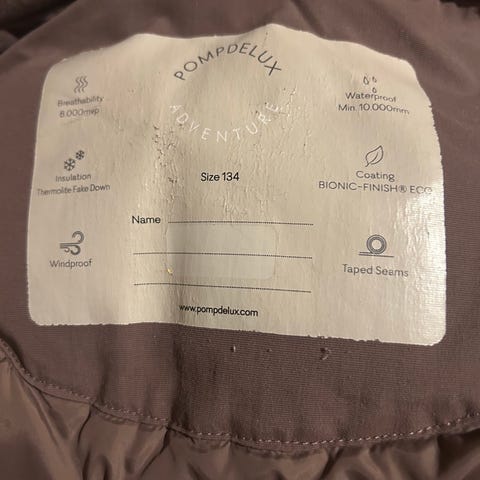 POMPDELUX
ADVENTURE
Breathability
8.000mvp
Waterproof
Min. 10.000mm
Insulation
Thermolite Fake Down
Size 134
Coating
BIONIC-FINISH® ECO
Name
Windproof
Taped Seams
www.pompdelux.com